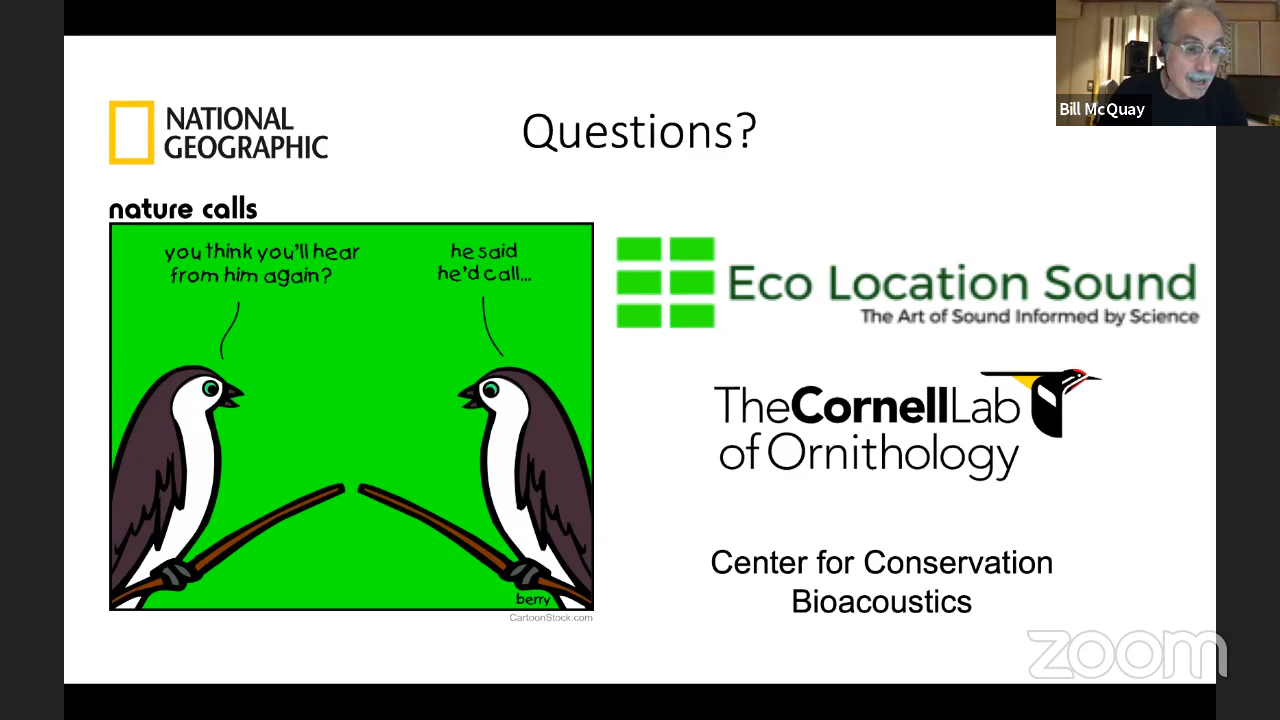 Bill McQuay
Questions?
NATIONAL
GEOGRAPHIC
nature calls
you think you'll hear
from him again?
he said
he'd call...
berry
CartoonStock.com
Eco Location Sound
The Art of Sound Informed by Science
TheCornellLab
of Ornithology
Center for Conservation
Bioacoustics
zoom